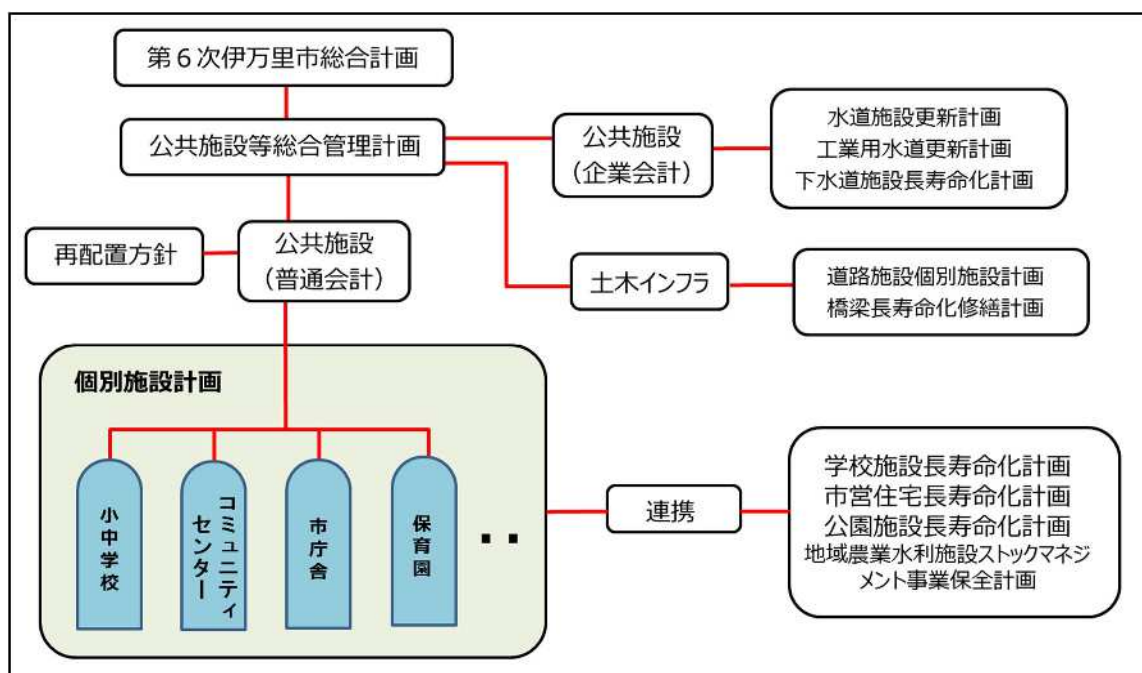 第６次伊万里市総合計画
公共施設等総合管理計画
公共施設
（企業会計）
水道施設更新計画
工業用水道更新計画
下水道施設長寿命化計画
再配置方針
公共施設
（普通会計）
土木インフラ
道路施設個別施設計画
橋梁長寿命化修繕計画
個別施設計画
小中学校
コミュニティ
センター
市庁舎
保育園
・・
連携
学校施設長寿命化計画
市営住宅長寿命化計画
公園施設長寿命化計画
地域農業水利施設ストックマネジ
メント事業保全計画